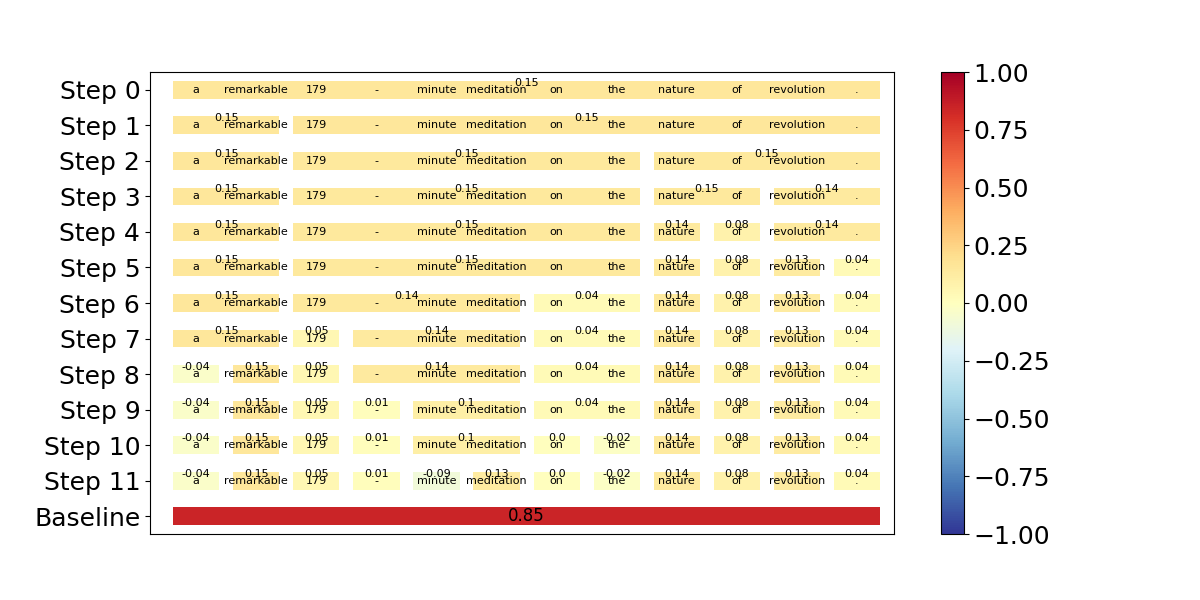 0.15
Step 0 a remarkable 179 - minute meditation on the nature of revolution .
0.15 0.15
Step 1 a remarkable 179 - minute meditation on the nature of revolution .
0.15 0.15 0.15
Step 2 a remarkable 179 - minute meditation on the nature of revolution .
0.15 0.15 0.15 0.14
Step 3 a remarkable 179 - minute meditation on the nature of revolution .
0.15 0.15 0.14 0.08 0.14
Step 4 a remarkable 179 - minute meditation on the nature of revolution .
0.15 0.15 0.14 0.08 0.13 0.04
Step 5 a remarkable 179 - minute meditation on the nature of revolution .
0.15 0.14 0.04 0.14 0.08 0.13 0.04
Step 6 a remarkable 179 - minute meditation on the nature of revolution .
0.15 0.05 0.14 0.04 0.14 0.08 0.13 0.04
Step 7 a remarkable 179 - minute meditation on the nature of revolution .
-0.04 0.15 0.05 0.14 0.04 0.14 0.08 0.13 0.04
Step 8 a remarkable 179 - minute meditation on the nature of revolution .
-0.04 0.15 0.05 0.01 0.1 0.04 0.14 0.08 0.13 0.04
Step 9 a remarkable 179 - minute meditation on the nature of revolution .
-0.04 0.15 0.05 0.01 0.1 0.0 -0.02 0.14 0.08 0.13 0.04
Step 10 a remarkable 179 - minute meditation on the nature of revolution .
-0.04 0.15 0.05 0.01 -0.09 0.13 0.0 -0.02 0.14 0.08 0.13 0.04
Step 11 a remarkable 179 - minute meditation on the nature of revolution .
Baseline 0.85
1.00
0.75
0.50
0.25
0.00
−0.25
−0.50
−0.75
−1.00